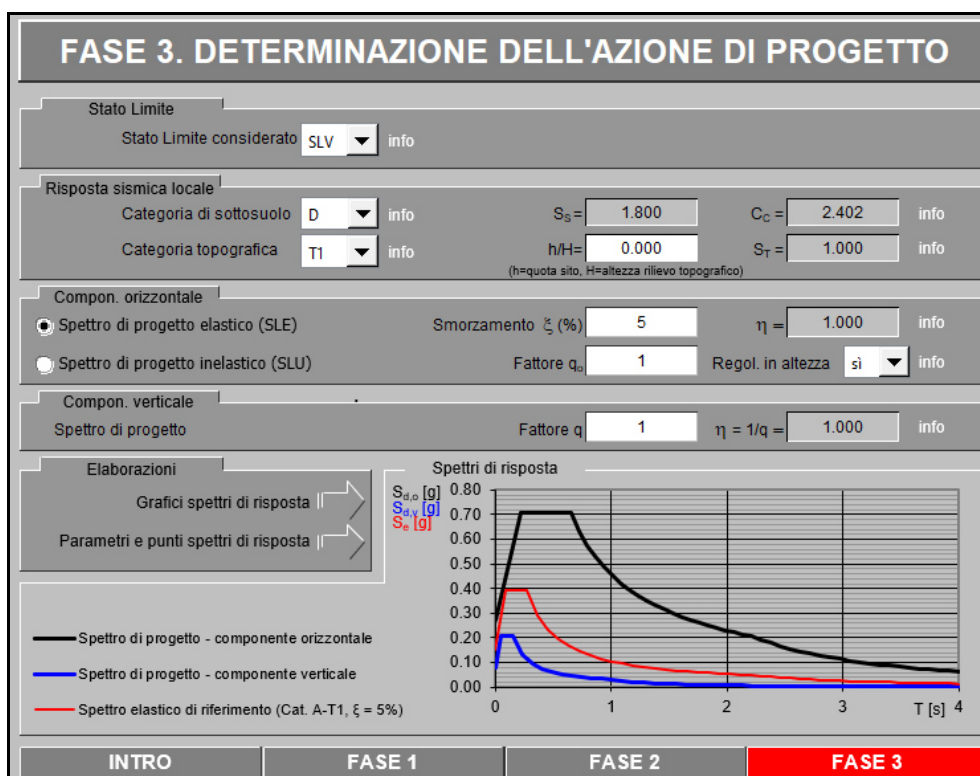 FASE 3. DETERMINAZIONE DELL'AZIONE DI PROGETTO
Stato Limite
Stato Limite considerato SLV info
Risposta sismica locale
Categoria di sottosuolo D info SS = 1.800 CC = 2.402 info
Categoria topografica T1 info h/H= 0.000 ST = 1.000 info
(h=quota sito, H=altezza rilievo topografico)
Compon. orizzontale
Spettro di progetto elastico (SLE) Smorzamento ξ (%) 5 η = 1.000 info
Spettro di progetto inelastico (SLU) Fattore qo 1 Regol. in altezza sì info
Compon. verticale
Spettro di progetto Fattore q 1 η = 1/q = 1.000 info
Elaborazioni
Grafici spettri di risposta
Parametri e punti spettri di risposta
Spettri di risposta
Sd,o [g]
Sd,v [g]
Se [g]
0.80
0.70
0.60
0.50
0.40
0.30
0.20
0.10
0.00
0 1 2 3 T [s] 4
Spettro di progetto - componente orizzontale
Spettro di progetto - componente verticale
Spettro elastico di riferimento (Cat. A-T1, ξ = 5%)
INTRO FASE 1 FASE 2 FASE 3